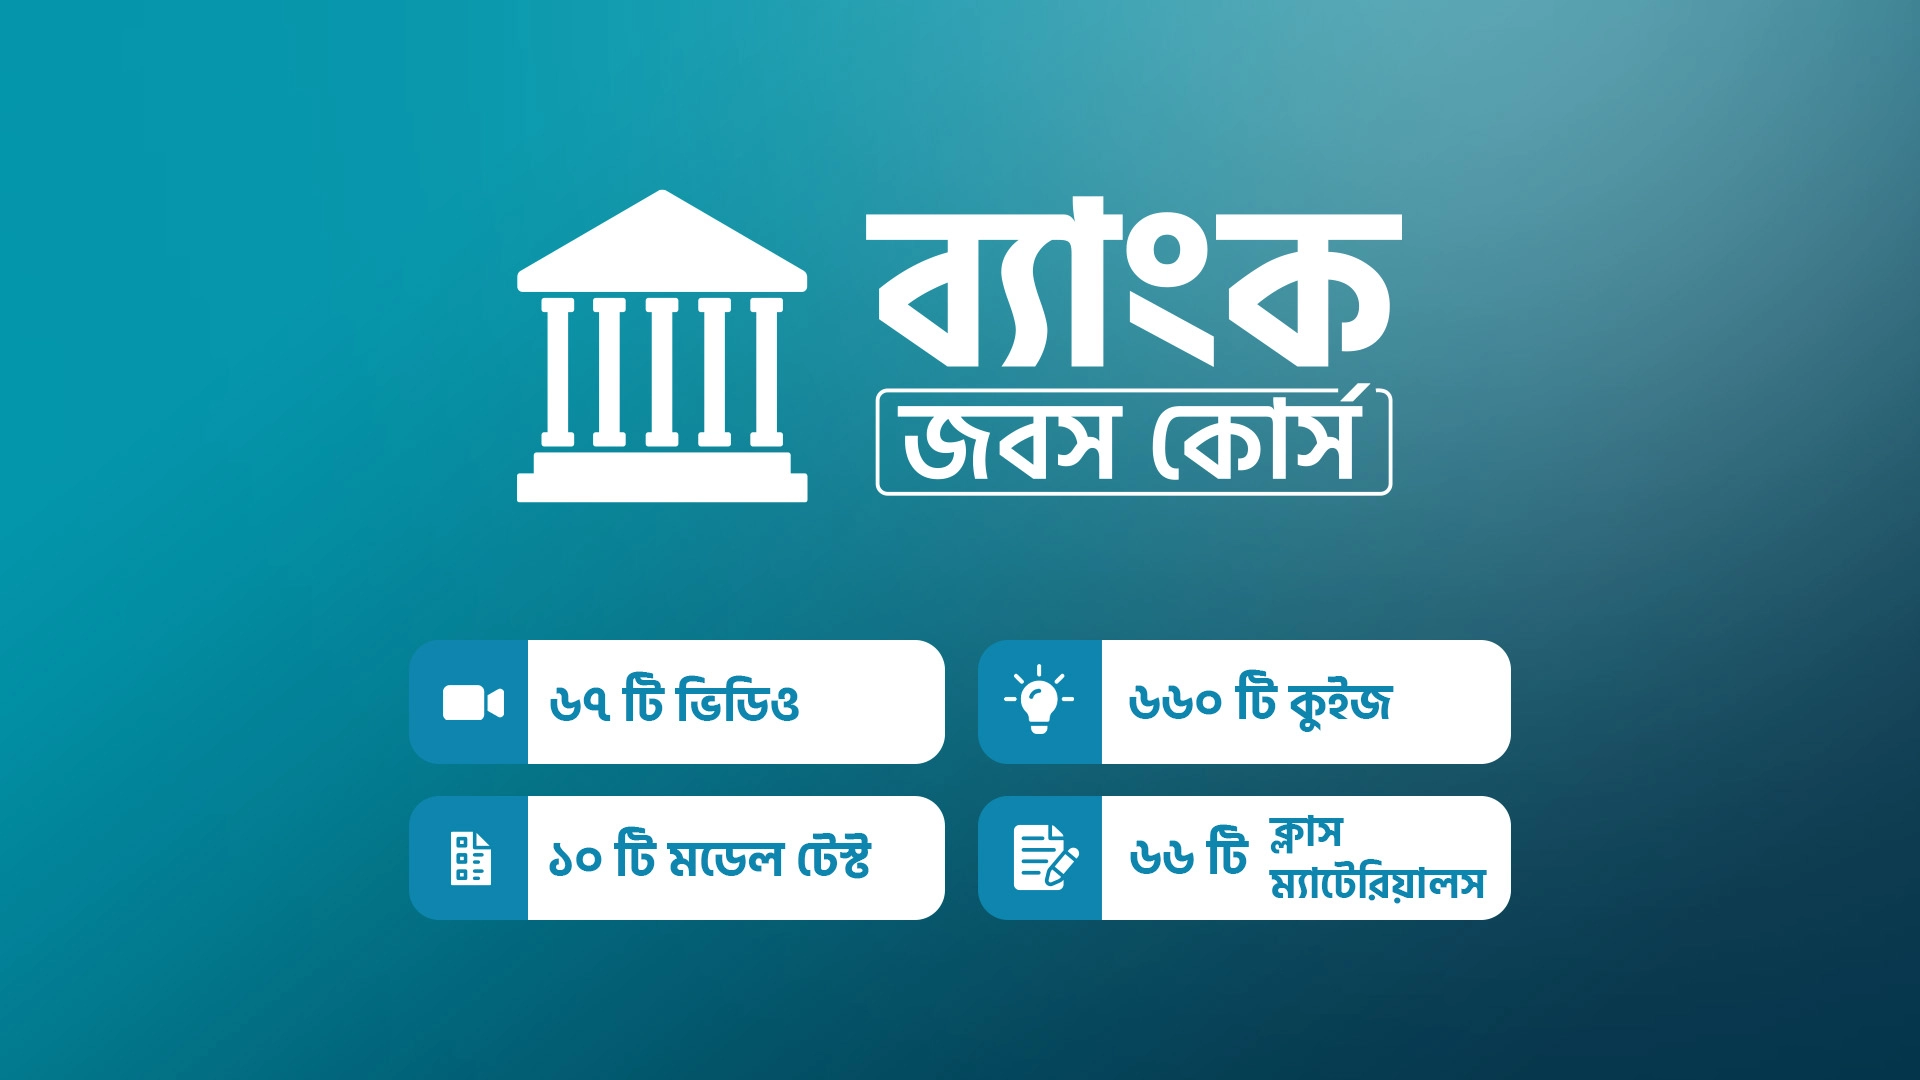 ব্যাংক
জবস কোর্স
৬৭ টি ভিডিও
৬৬০ টি কুইজ
১০ টি মডেল টেস্ট
৬৬ টি ক্লাস
ম্যাটেরিয়ালস